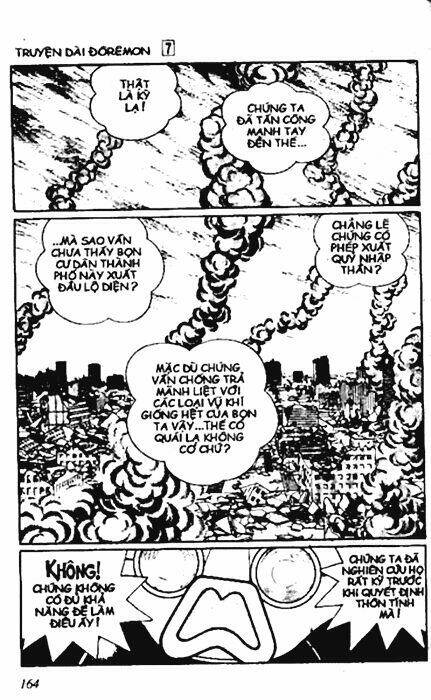 TRUYỆN DÀI ĐÔRÊMON 7
THẬT
LÀ KỲ
LẠ!
CHÚNG TA
ĐÃ TẤN CÔNG
MẠNH TAY
ĐẾN THẾ...
...MÀ SAO VẪN
CHƯA THẤY BỌN
CƯ DÂN THÀNH
PHỐ NÀY XUẤT
ĐẦU LỘ DIỆN?
CHẲNG LẼ
CHÚNG CÓ
PHÉP XUẤT
QUỶ NHẬP
THẦN?
MẶC DÙ CHÚNG
VẪN CHỐNG TRẢ
MÃNH LIỆT VỚI
CÁC LOẠI VŨ KHÍ
GIỐNG HỆT CỦA BỌN
TA VẬY...THẾ CÓ
QUÁI LẠ KHÔNG
CƠ CHỨ?
KHÔNG!
CHÚNG KHÔNG
CÓ ĐỦ KHẢ
NĂNG ĐỂ LÀM
ĐIỀU ẤY!
CHÚNG TA ĐÃ
NGHIÊN CỨU HỌ
RẤT KỸ TRƯỚC
KHI QUYẾT ĐỊNH
THÔN TÍNH
MÀ!
164